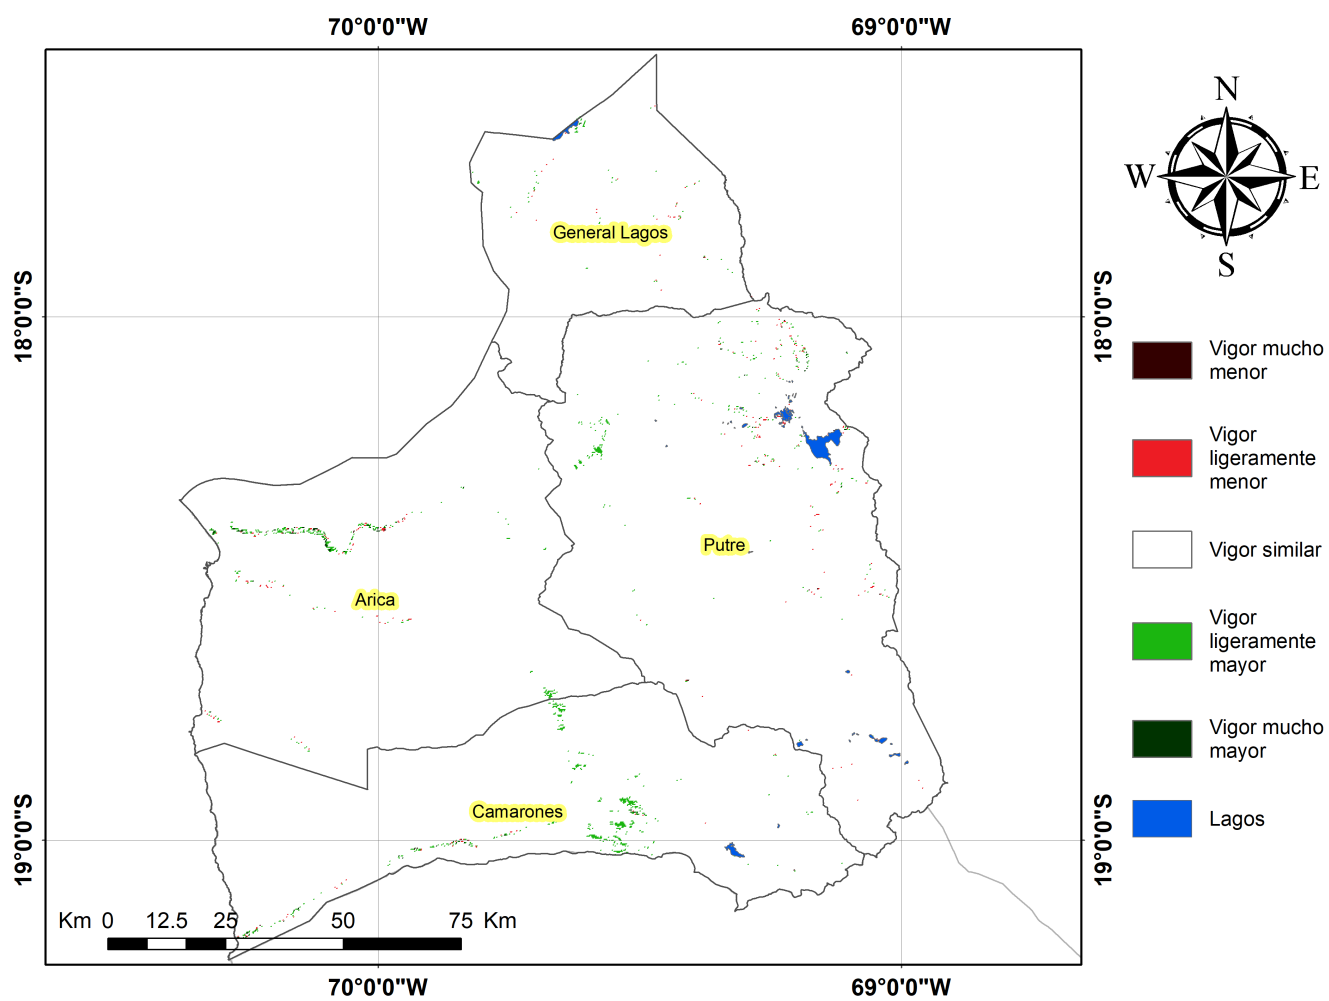 70°0'0"W 69°0'0"W
N
W E
S
18°0'0"S 18°0'0"S
19°0'0"S 19°0'0"S
General Lagos
Putre
Arica
Camarones
Vigor mucho
menor
Vigor
ligeramente
menor
Vigor similar
Vigor
ligeramente
mayor
Vigor mucho
mayor
Lagos
Km 0 12.5 25 50 75 Km
70°0'0"W 69°0'0"W